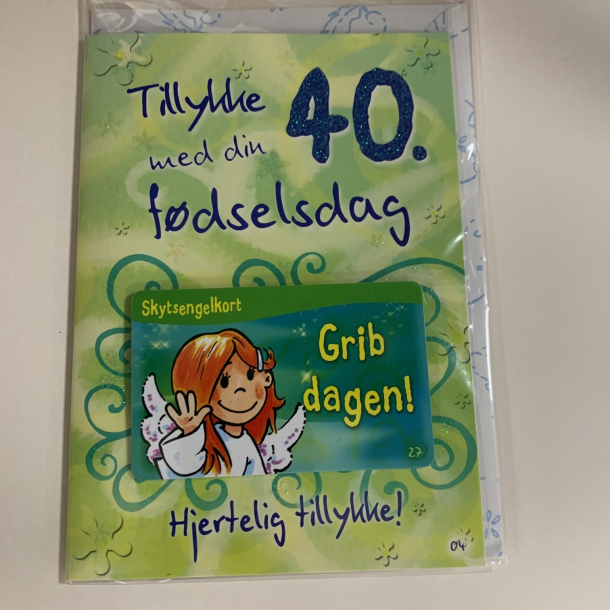 Tillykke 40.
med din
fødselsdag
Skytsengelkort
Grib
dagen!
27
Hjertelig tillykke!
04